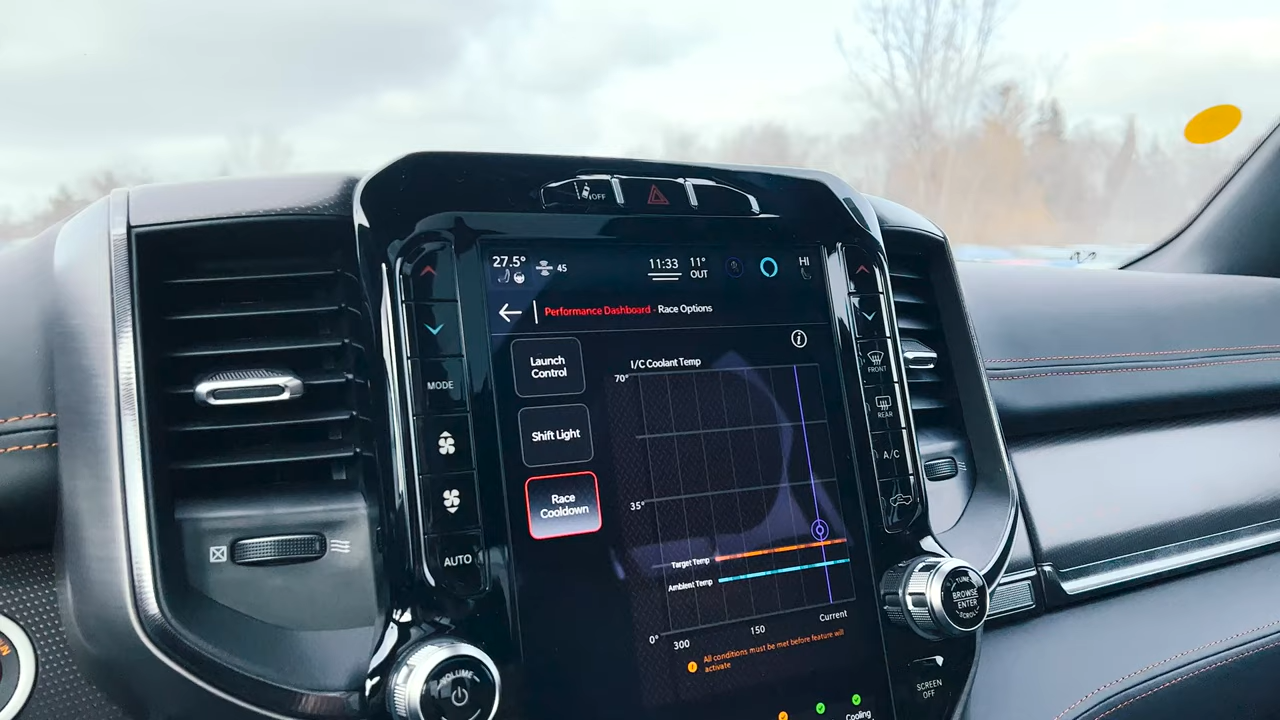 OFF
27.5°
45
11:33
11°
OUT
HI
Performance Dashboard - Race Options
Launch
Control
Shift Light
Race
Cooldown
I/C Coolant Temp
70°
35°
Target Temp
Ambient Temp
0°
300
150
Current
All conditions must be met before feature will
activate
Cooling
MODE
AUTO
FRONT
REAR
A/C
VOLUME
TUNE
BROWSE
ENTER
SCROLL
SCREEN
OFF